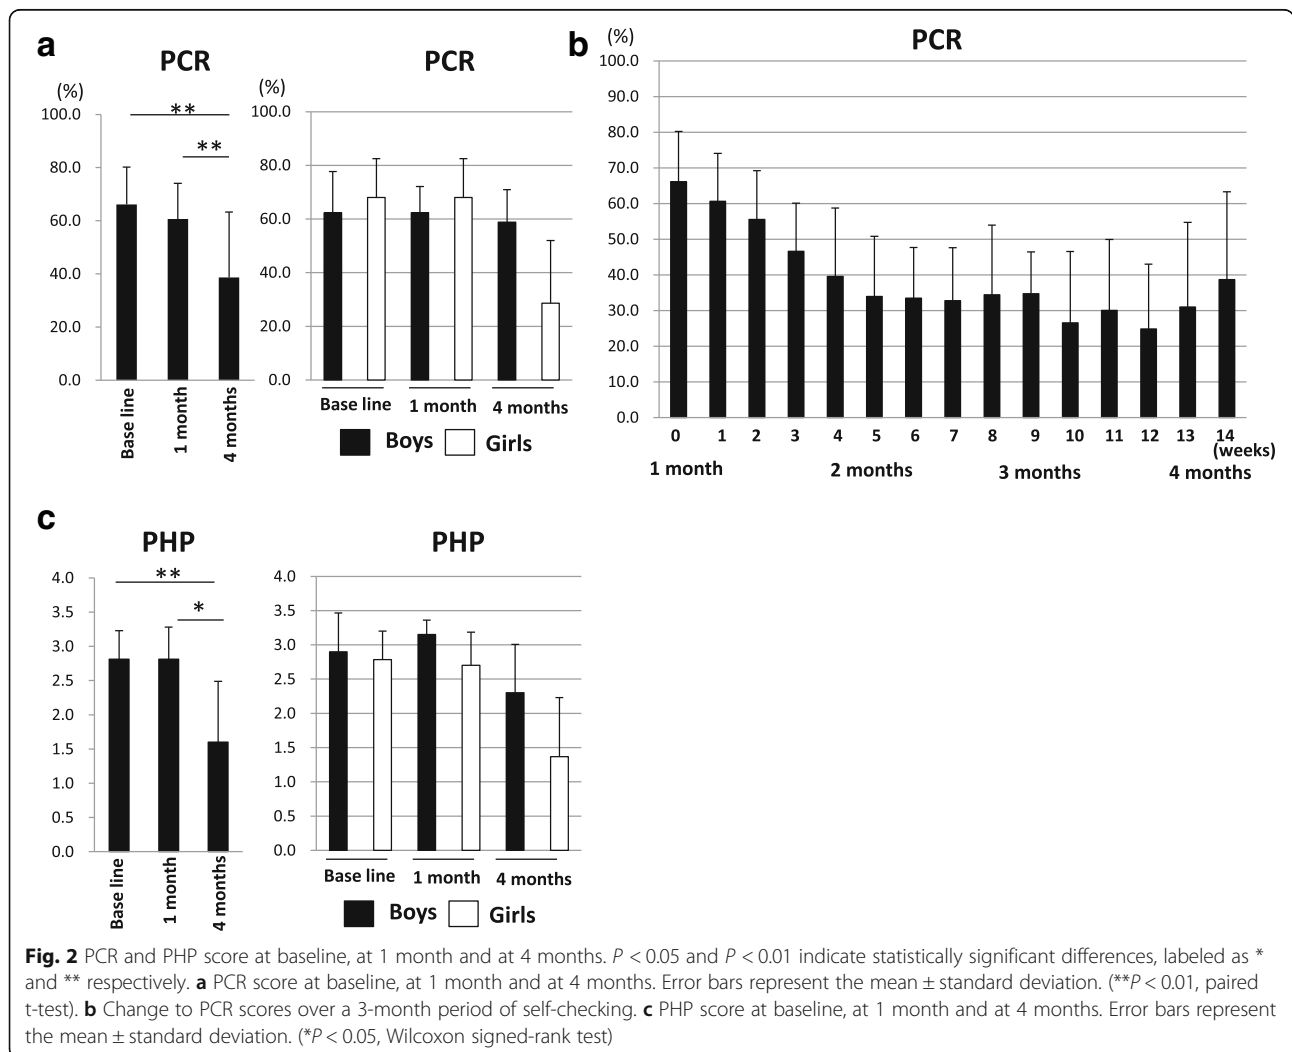 a
PCR
(%)
100.0
80.0
60.0
40.0
20.0
0.0
**
**
Base line
1 month
4 months
PCR
(%)
100.0
80.0
60.0
40.0
20.0
0.0
Base line 1 month 4 months
Boys Girls
b
PCR
(%)
100.0
90.0
80.0
70.0
60.0
50.0
40.0
30.0
20.0
10.0
0.0
0 1 2 3 4 5 6 7 8 9 10 11 12 13 14
(weeks)
1 month 2 months 3 months 4 months
c
PHP
4.0
3.5
3.0
2.5
2.0
1.5
1.0
0.5
0.0
**
*
Base line
1 month
4 months
PHP
4.0
3.5
3.0
2.5
2.0
1.5
1.0
0.5
0.0
Base line 1 month 4 months
Boys Girls
Fig. 2 PCR and PHP score at baseline, at 1 month and at 4 months. P < 0.05 and P < 0.01 indicate statistically significant differences, labeled as *
and ** respectively. a PCR score at baseline, at 1 month and at 4 months. Error bars represent the mean ± standard deviation. (**P < 0.01, paired
t-test). b Change to PCR scores over a 3-month period of self-checking. c PHP score at baseline, at 1 month and at 4 months. Error bars represent
the mean ± standard deviation. (*P < 0.05, Wilcoxon signed-rank test)